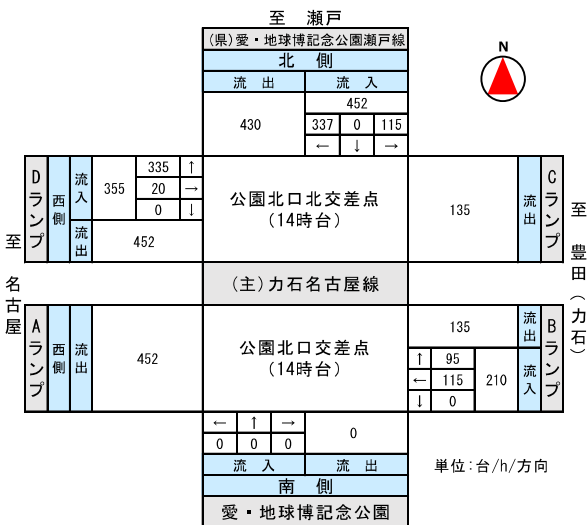 至　瀬戸
(県)愛・地球博記念公園瀬戸線
北　側
流　出　流　入
N
430
452
337 0 115
← ↓ →
Dランプ
西側
流入
355
335 ↑
20 →
0 ↓
流出
452
公園北口北交差点
(14時台)
135
流出
Cランプ
至　名古屋
(主)力石名古屋線
至　豊田(力石)
Aランプ
西側
流出
452
公園北口交差点
(14時台)
135
流出
↑ 95
← 115
↓ 0
210
流入
Bランプ
← ↑ →
0 0 0
0
流　入　流　出
南　側
愛・地球博記念公園
単位:台/h/方向